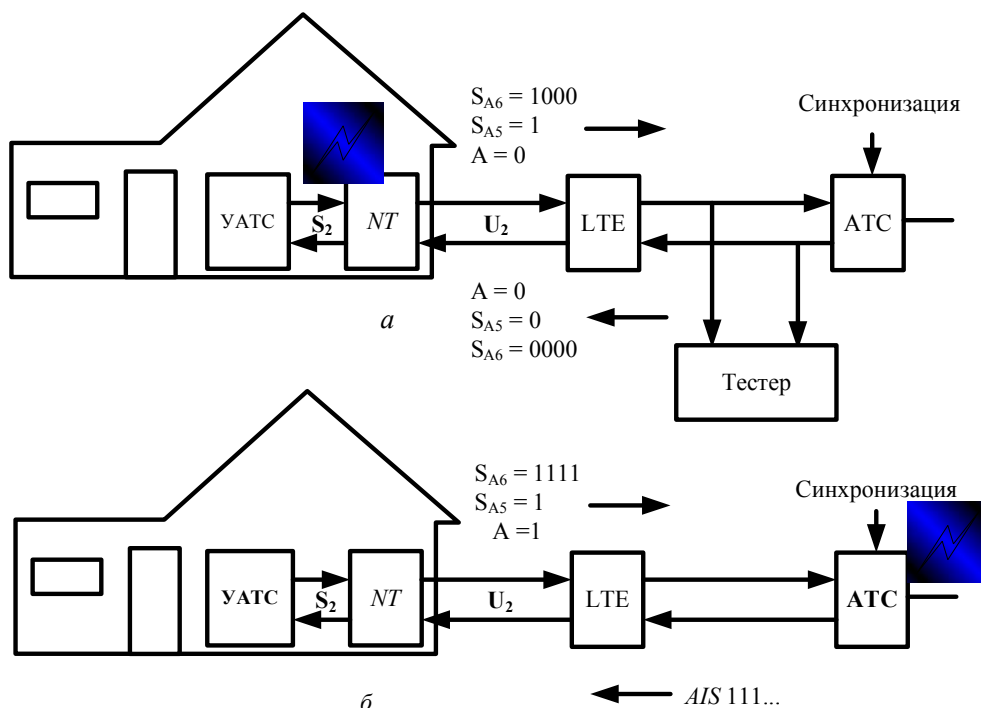 S_A6 = 1000
S_A5 = 1
A = 0
Синхронизация
УАТС
S₂
NT
U₂
LTE
АТС
A = 0
S_A5 = 0
S_A6 = 0000
а
Тестер
S_A6 = 1111
S_A5 = 1
A =1
Синхронизация
УАТС
S₂
NT
U₂
LTE
АТС
б
AIS 111...